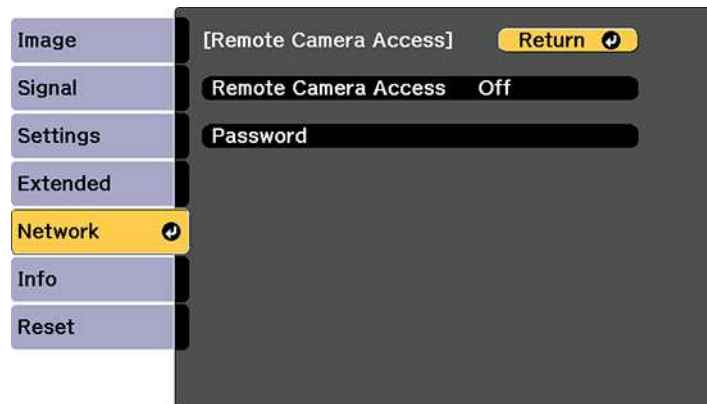 Image
Signal
Settings
Extended
Network
Info
Reset
[Remote Camera Access]
Return
Remote Camera Access Off
Password